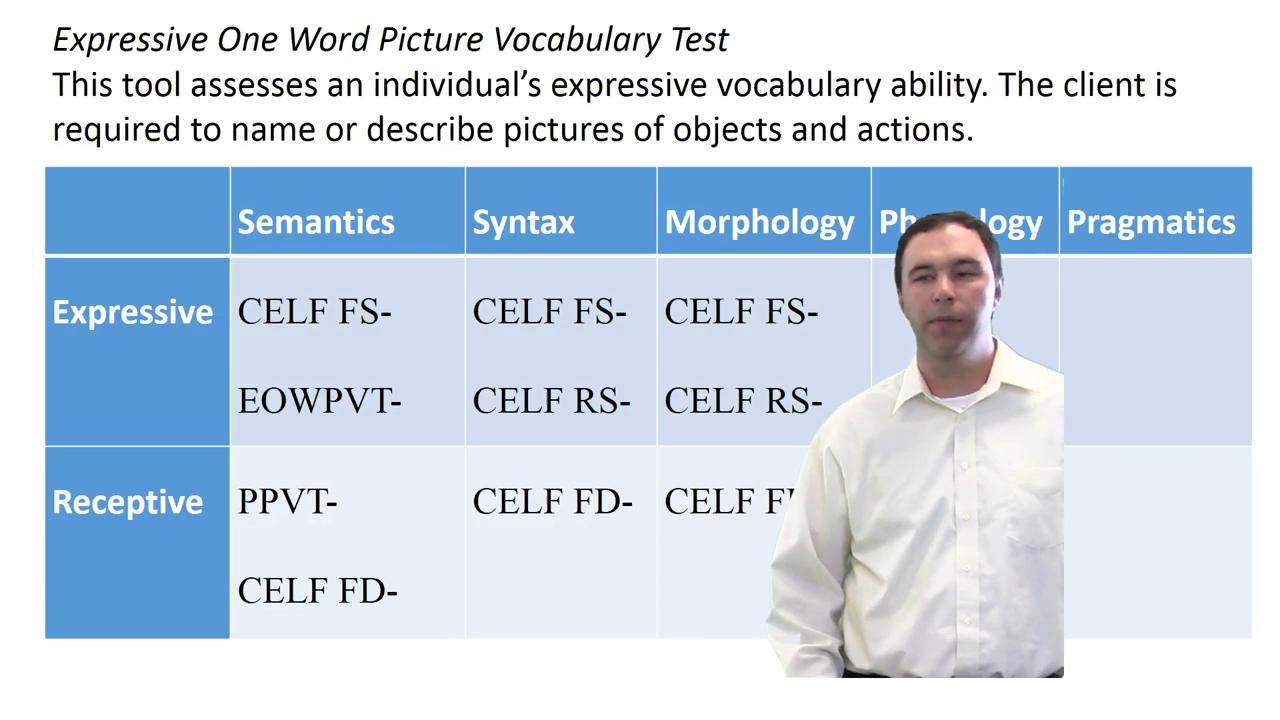 Expressive One Word Picture Vocabulary Test
This tool assesses an individual’s expressive vocabulary ability. The client is
required to name or describe pictures of objects and actions.
Semantics Syntax Morphology Pragmatics
Expressive CELF FS- CELF FS- CELF FS-
EOWPVT- CELF RS- CELF RS-
Receptive PPVT- CELF FD- CELF
CELF FD-